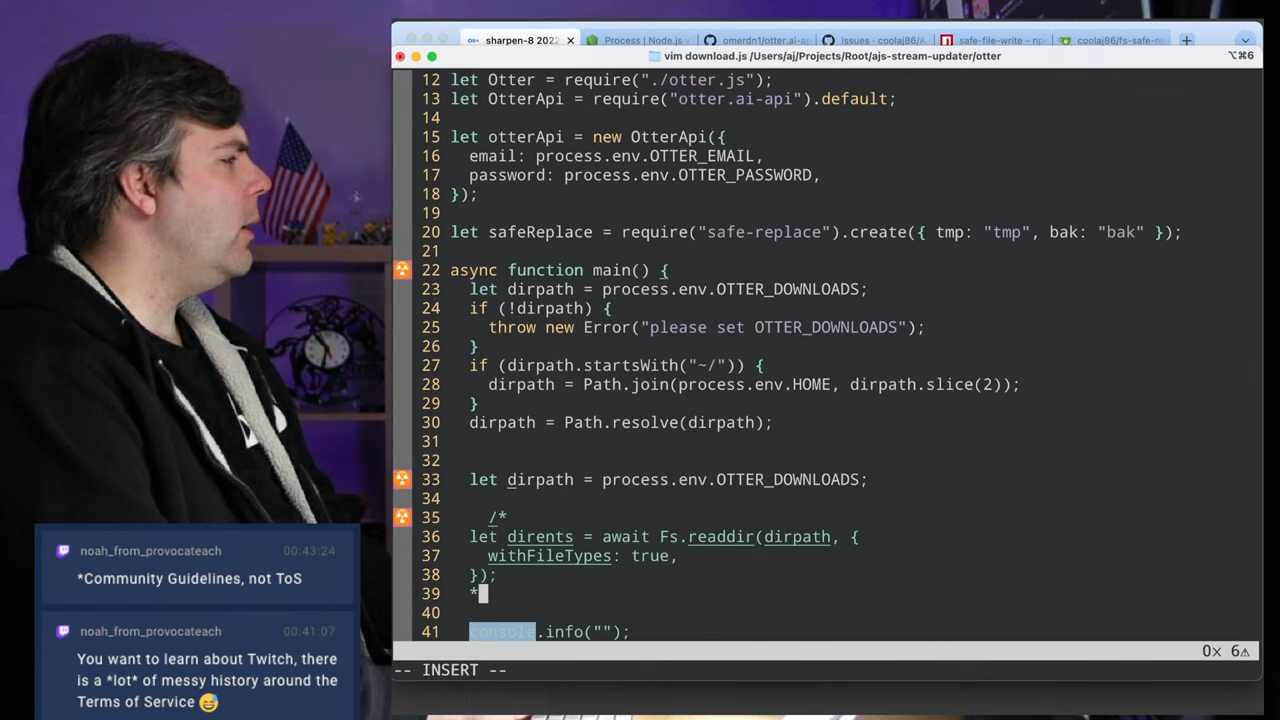 sharpen-8 2022
Process | Node.js v
omerdn1/otter.ai-ap
Issues · coolaj86/A
safe-file-write - np
coolaj86/fs-safe-re
vim download.js /Users/aj/Projects/Root/ajs-stream-updater/otter
⌥⌘6
12 let Otter = require("./otter.js");
13 let OtterApi = require("otter.ai-api").default;
14
15 let otterApi = new OtterApi({
16 email: process.env.OTTER_EMAIL,
17 password: process.env.OTTER_PASSWORD,
18 });
19
20 let safeReplace = require("safe-replace").create({ tmp: "tmp", bak: "bak" });
21
22 async function main() {
23 let dirpath = process.env.OTTER_DOWNLOADS;
24 if (!dirpath) {
25 throw new Error("please set OTTER_DOWNLOADS");
26 }
27 if (dirpath.startsWith("~/")) {
28 dirpath = Path.join(process.env.HOME, dirpath.slice(2));
29 }
30 dirpath = Path.resolve(dirpath);
31
32
33 let dirpath = process.env.OTTER_DOWNLOADS;
34
35 /*
36 let dirents = await Fs.readdir(dirpath, {
37 withFileTypes: true,
38 });
39 *
40
41 console.info("");
0× 6⚠
-- INSERT --
noah_from_provocateach 00:43:24
*Community Guidelines, not ToS
noah_from_provocateach 00:41:07
You want to learn about Twitch, there
is a *lot* of messy history around the
Terms of Service 😅